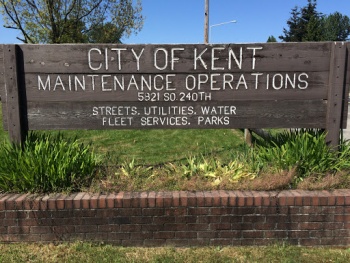 CITY OF KENT
MAINTENANCE OPERATIONS
5821 SO. 240TH
STREETS, UTILITIES, WATER
FLEET SERVICES, PARKS